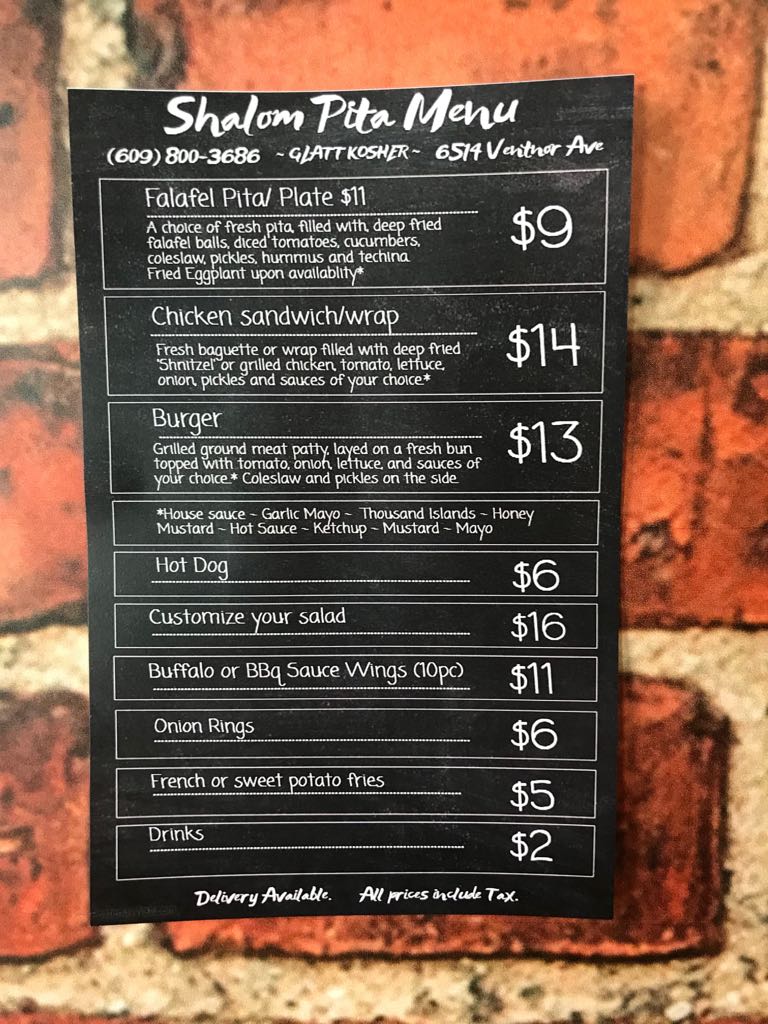 Shalom Pita Menu
(609) 800-3686 ~ GLATT KOSHER ~ 6514 Ventnor Ave
Falafel Pita/ Plate $11
$9
A choice of fresh pita, filled with, deep fried
falafel balls, diced tomatoes, cucumbers,
coleslaw, pickles, hummus and techina
Fried Eggplant upon availablity*
Chicken sandwich/wrap
$14
Fresh baguette or wrap filled with deep fried
"Shnitzel" or grilled chicken, tomato, lettuce,
onion, pickles and sauces of your choice*
Burger
$13
Grilled ground meat patty, layed on a fresh bun
topped with tomato, onion, lettuce, and sauces of
your choice.* Coleslaw and pickles on the side
*House sauce ~ Garlic Mayo ~ Thousand Islands ~ Honey
Mustard ~ Hot Sauce ~ Ketchup ~ Mustard ~ Mayo
Hot Dog $6
Customize your salad $16
Buffalo or BBq Sauce Wings (10pc) $11
Onion Rings $6
French or sweet potato fries $5
Drinks $2
Delivery Available. All prices include Tax.